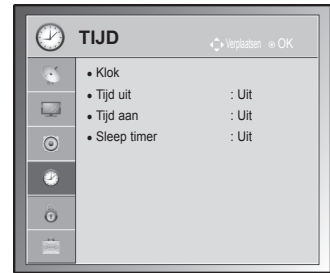 TIJD
Verplaatsen OK
• Klok
• Tijd uit : Uit
• Tijd aan : Uit
• Sleep timer : Uit